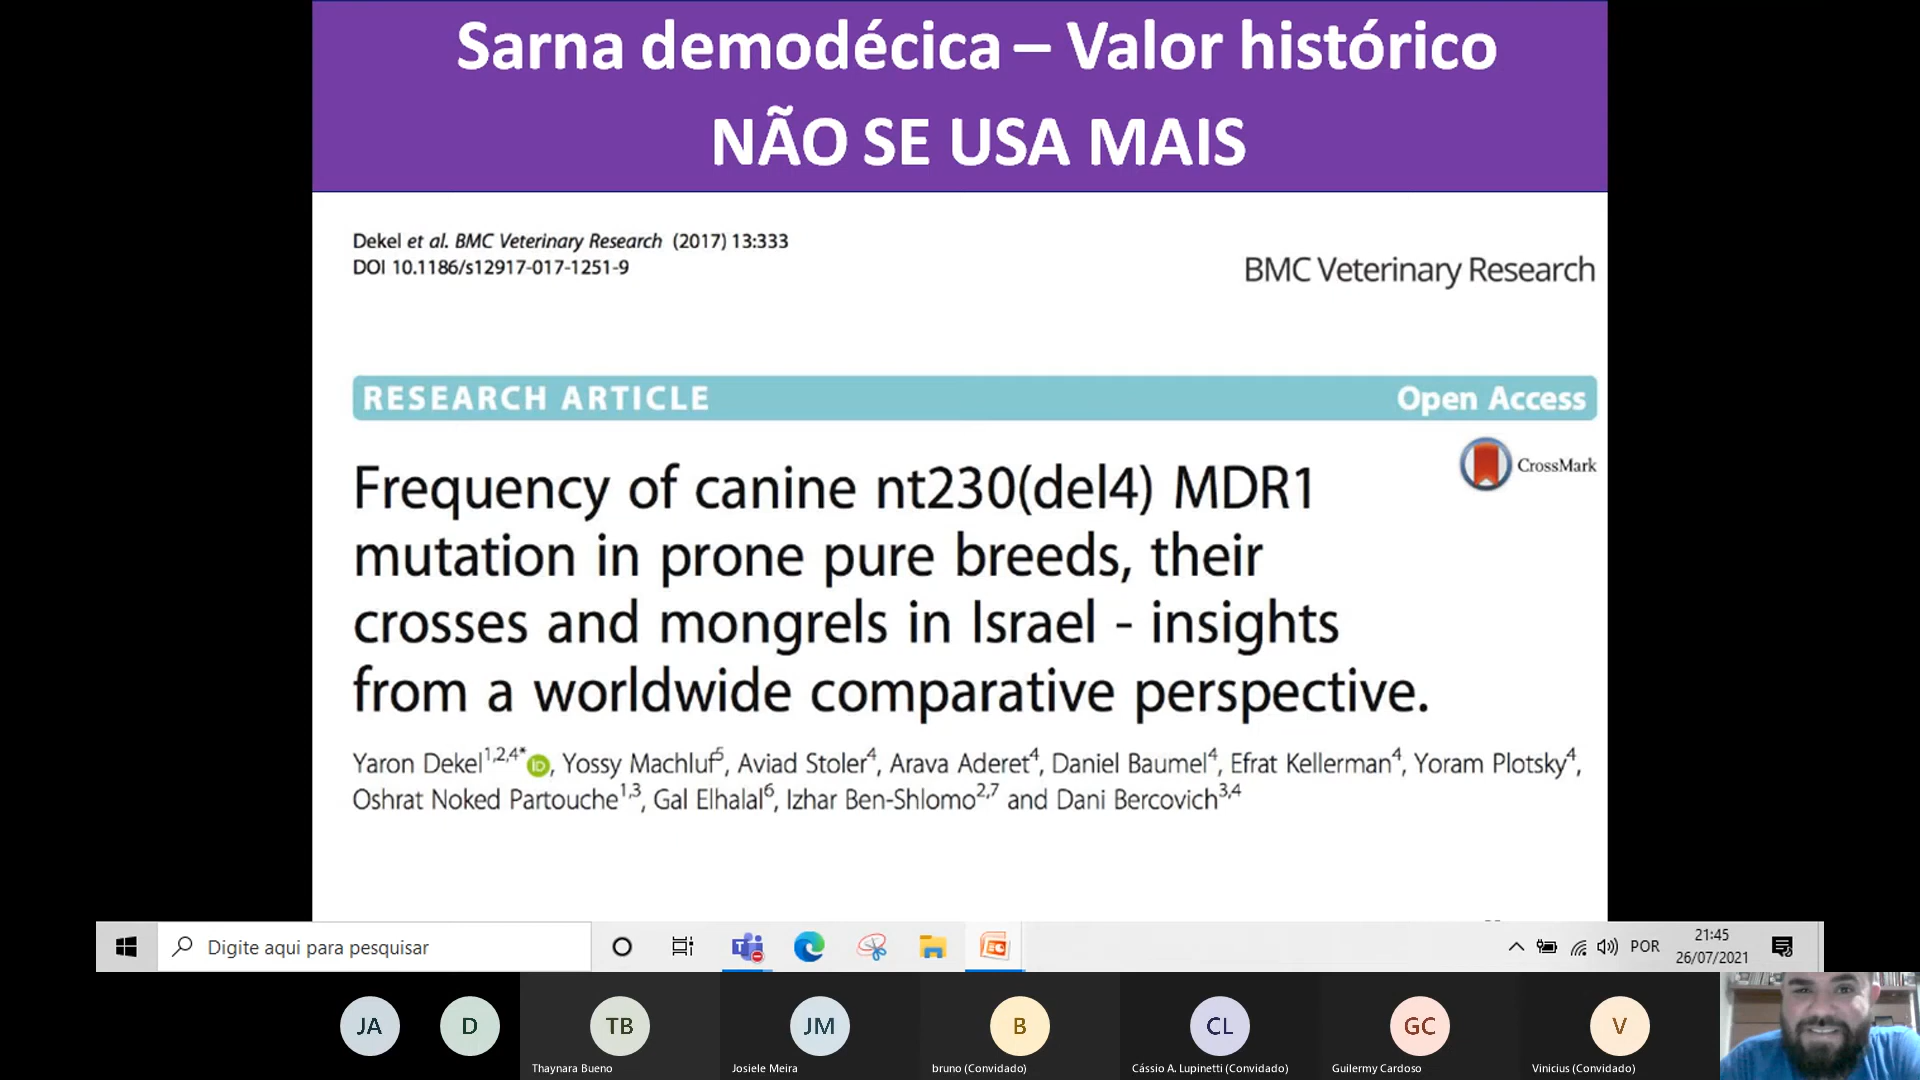 Sarna demodécica – Valor histórico
NÃO SE USA MAIS
Dekel et al. BMC Veterinary Research (2017) 13:333
DOI 10.1186/s12917-017-1251-9
BMC Veterinary Research
RESEARCH ARTICLE
Open Access
CrossMark
Frequency of canine nt230(del4) MDR1
mutation in prone pure breeds, their
crosses and mongrels in Israel - insights
from a worldwide comparative perspective.
Yaron Dekel1,2,4* iD, Yossy Machluf5, Aviad Stoler4, Arava Aderet4, Daniel Baumel4, Efrat Kellerman4, Yoram Plotsky4,
Oshrat Noked Partouche1,3, Gal Elhalal6, Izhar Ben-Shlomo2,7 and Dani Bercovich3,4
Digite aqui para pesquisar
POR
21:45
26/07/2021
JA
D
TB
JM
B
CL
GC
V
Thaynara Bueno
Josiele Meira
bruno (Convidado)
Cássio A. Lupinetti (Convidado)
Guilermy Cardoso
Vinicius (Convidado)